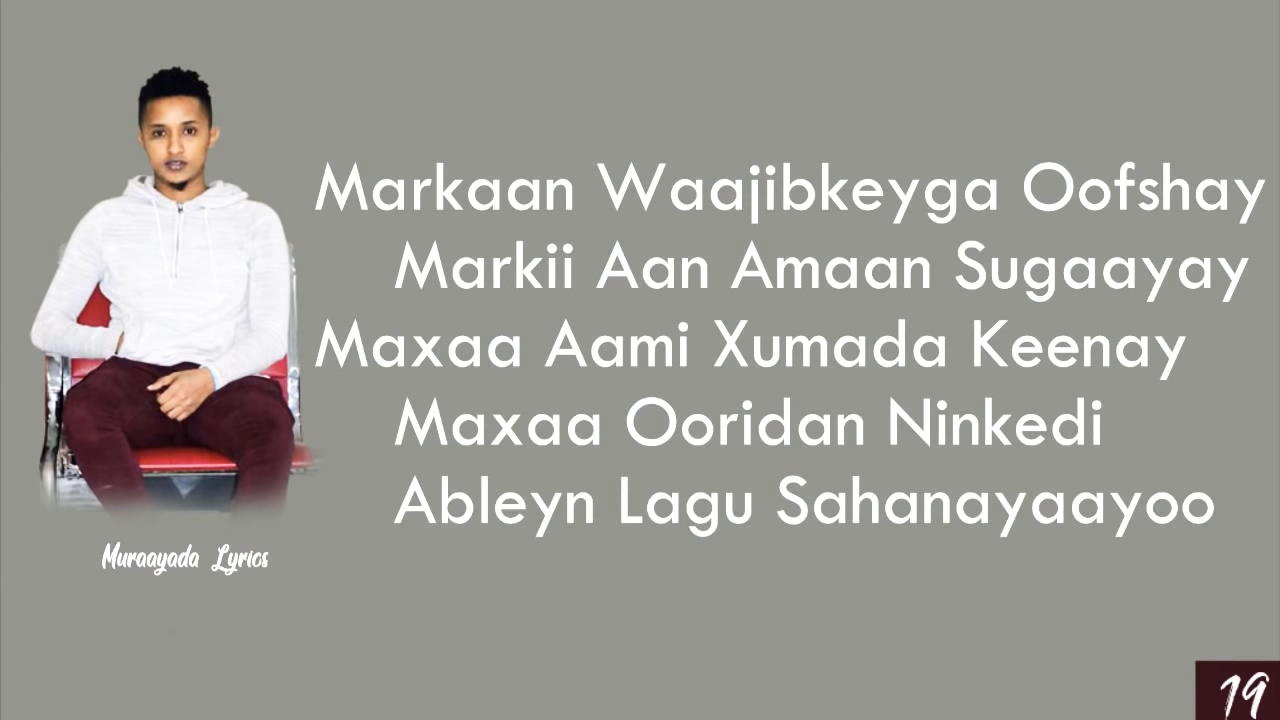 Markaan Waajibkeyga Oofshay
Markii Aan Amaan Sugaayay
Maxaa Aami Xumada Keenay
Maxaa Ooridan Ninkedi
Ableyn Lagu Sahanayaayoo
Muraayada Lyrics
19